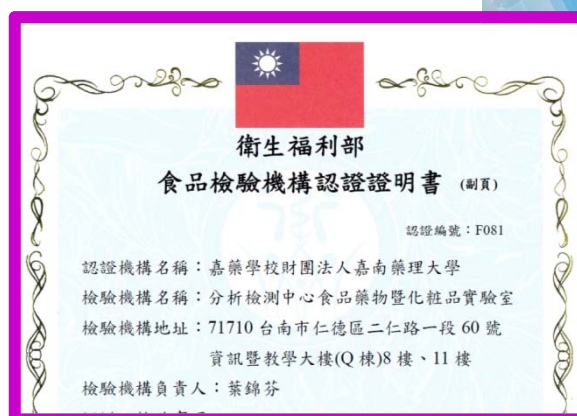 衛生福利部
食品檢驗機構認證證明書 (副頁)
認證編號：F081
認證機構名稱：嘉藥學校財團法人嘉南藥理大學
檢驗機構名稱：分析檢測中心食品藥物暨化粧品實驗室
檢驗機構地址：71710 台南市仁德區二仁路一段 60 號
資訊暨教學大樓(Q 棟)8 樓、11 樓
檢驗機構負責人：葉錦芬